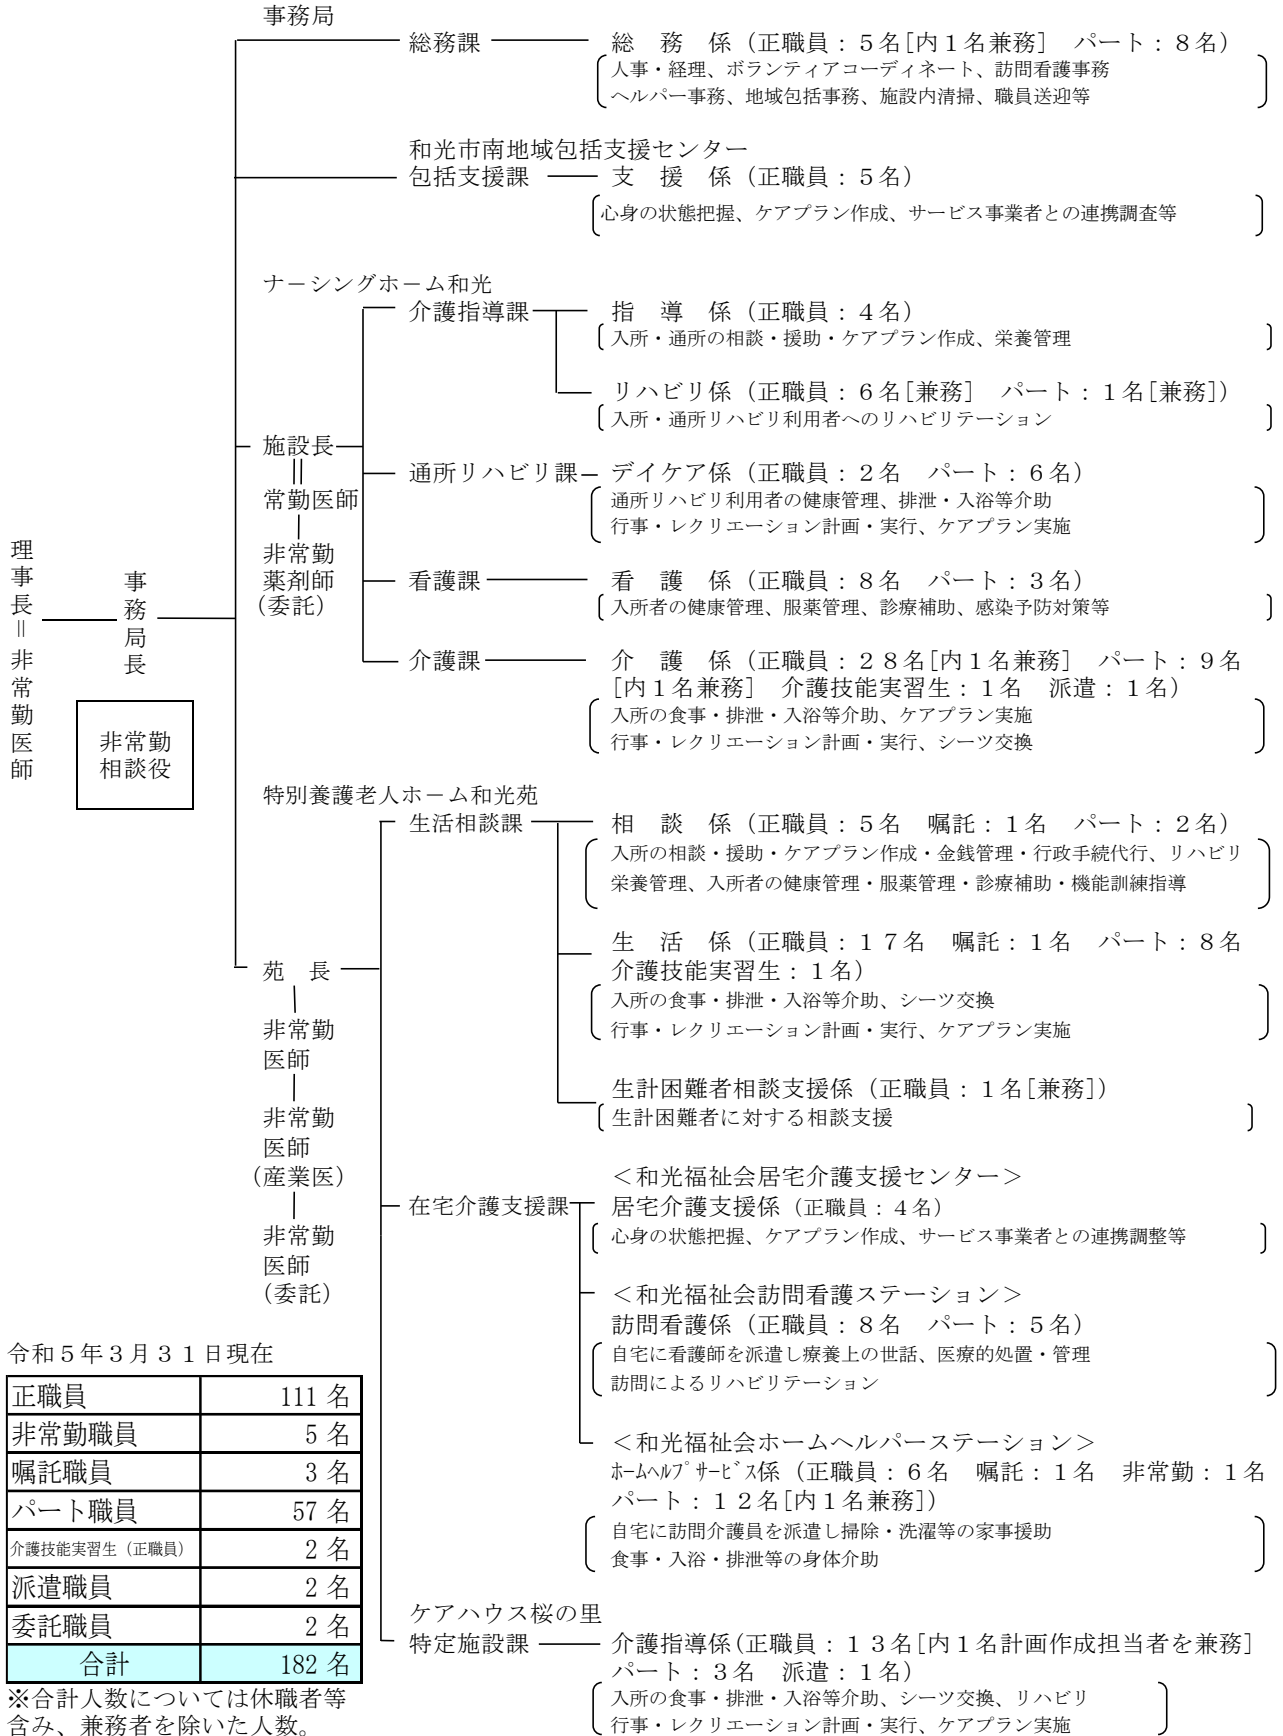 事務局
総務課
総　務　係（正職員：５名［内１名兼務］　パート：８名）
人事・経理、ボランティアコーディネート、訪問看護事務
ヘルパー事務、地域包括事務、施設内清掃、職員送迎等
和光市南地域包括支援センター
包括支援課
支　援　係（正職員：５名）
心身の状態把握、ケアプラン作成、サービス事業者との連携調査等
ナーシングホーム和光
介護指導課
指　導　係（正職員：４名）
入所・通所の相談・援助・ケアプラン作成、栄養管理
リハビリ係（正職員：６名［兼務］　パート：１名［兼務］）
入所・通所リハビリ利用者へのリハビリテーション
施設長
||
常勤医師
非常勤
薬剤師
（委託）
通所リハビリ課
デイケア係（正職員：２名　パート：６名）
通所リハビリ利用者の健康管理、排泄・入浴等介助
行事・レクリエーション計画・実行、ケアプラン実施
看護課
看　護　係（正職員：８名　パート：３名）
入所者の健康管理、服薬管理、診療補助、感染予防対策等
介護課
介　護　係（正職員：２８名［内１名兼務］　パート：９名
［内１名兼務］　介護技能実習生：１名　派遣：１名）
入所の食事・排泄・入浴等介助、ケアプラン実施
行事・レクリエーション計画・実行、シーツ交換
理事長＝非常勤医師
事務局長
非常勤
相談役
特別養護老人ホーム和光苑
生活相談課
相　談　係（正職員：５名　嘱託：１名　パート：２名）
入所の相談・援助・ケアプラン作成・金銭管理・行政手続代行、リハビリ
栄養管理、入所者の健康管理・服薬管理・診療補助・機能訓練指導
生　活　係（正職員：１７名　嘱託：１名　パート：８名
介護技能実習生：１名）
入所の食事・排泄・入浴等介助、シーツ交換
行事・レクリエーション計画・実行、ケアプラン実施
生計困難者相談支援係（正職員：１名［兼務］）
生計困難者に対する相談支援
苑　長
非常勤
医師
非常勤
医師
（産業医）
非常勤
医師
（委託）
在宅介護支援課
＜和光福祉会居宅介護支援センター＞
居宅介護支援係（正職員：４名）
心身の状態把握、ケアプラン作成、サービス事業者との連携調整等
＜和光福祉会訪問看護ステーション＞
訪問看護係（正職員：８名　パート：５名）
自宅に看護師を派遣し療養上の世話、医療的処置・管理
訪問によるリハビリテーション
＜和光福祉会ホームヘルパーステーション＞
ﾎｰﾑﾍﾙﾌﾟｻｰﾋﾞｽ係（正職員：６名　嘱託：１名　非常勤：１名
パート：１２名［内１名兼務］）
自宅に訪問介護員を派遣し掃除・洗濯等の家事援助
食事・入浴・排泄等の身体介助
ケアハウス桜の里
特定施設課
介護指導係（正職員：１３名［内１名計画作成担当者を兼務］
パート：３名　派遣：１名）
入所の食事・排泄・入浴等介助、シーツ交換、リハビリ
行事・レクリエーション計画・実行、ケアプラン実施
令和５年３月３１日現在
正職員　111 名
非常勤職員　5 名
嘱託職員　3 名
パート職員　57 名
介護技能実習生（正職員）　2 名
派遣職員　2 名
委託職員　2 名
合計　182 名
※合計人数については休職者等
含み、兼務者を除いた人数。